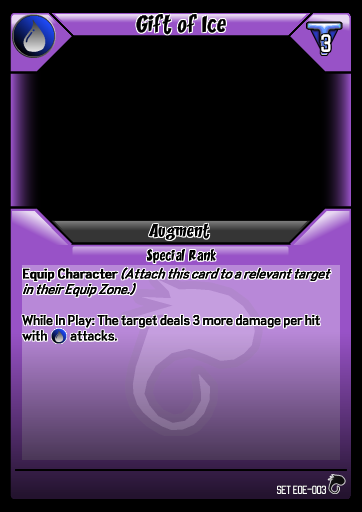 Gift of Ice
3
Augment
Special Rank
Equip Character (Attach this card to a relevant target
in their Equip Zone.)
While In Play: The target deals 3 more damage per hit
with attacks.
SET EOE-003